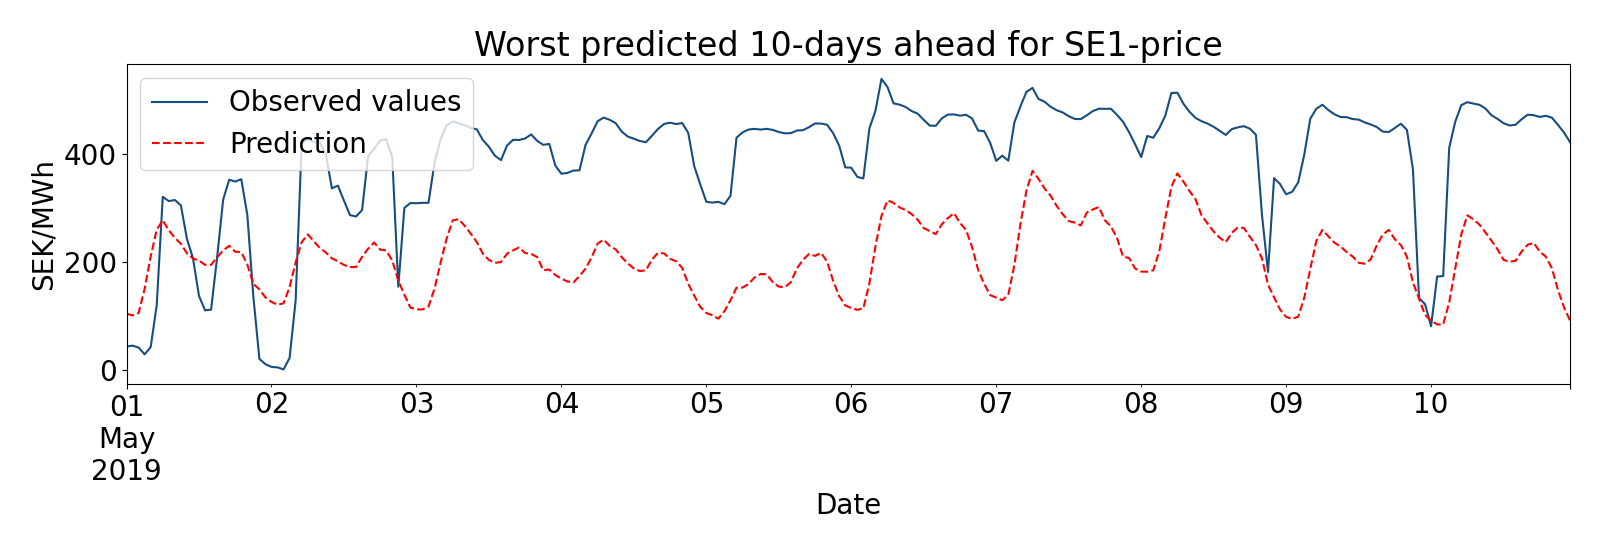 Worst predicted 10-days ahead for SE1-price
Observed values
Prediction
SEK/MWh
400
200
0
01 02 03 04 05 06 07 08 09 10
May
2019
Date